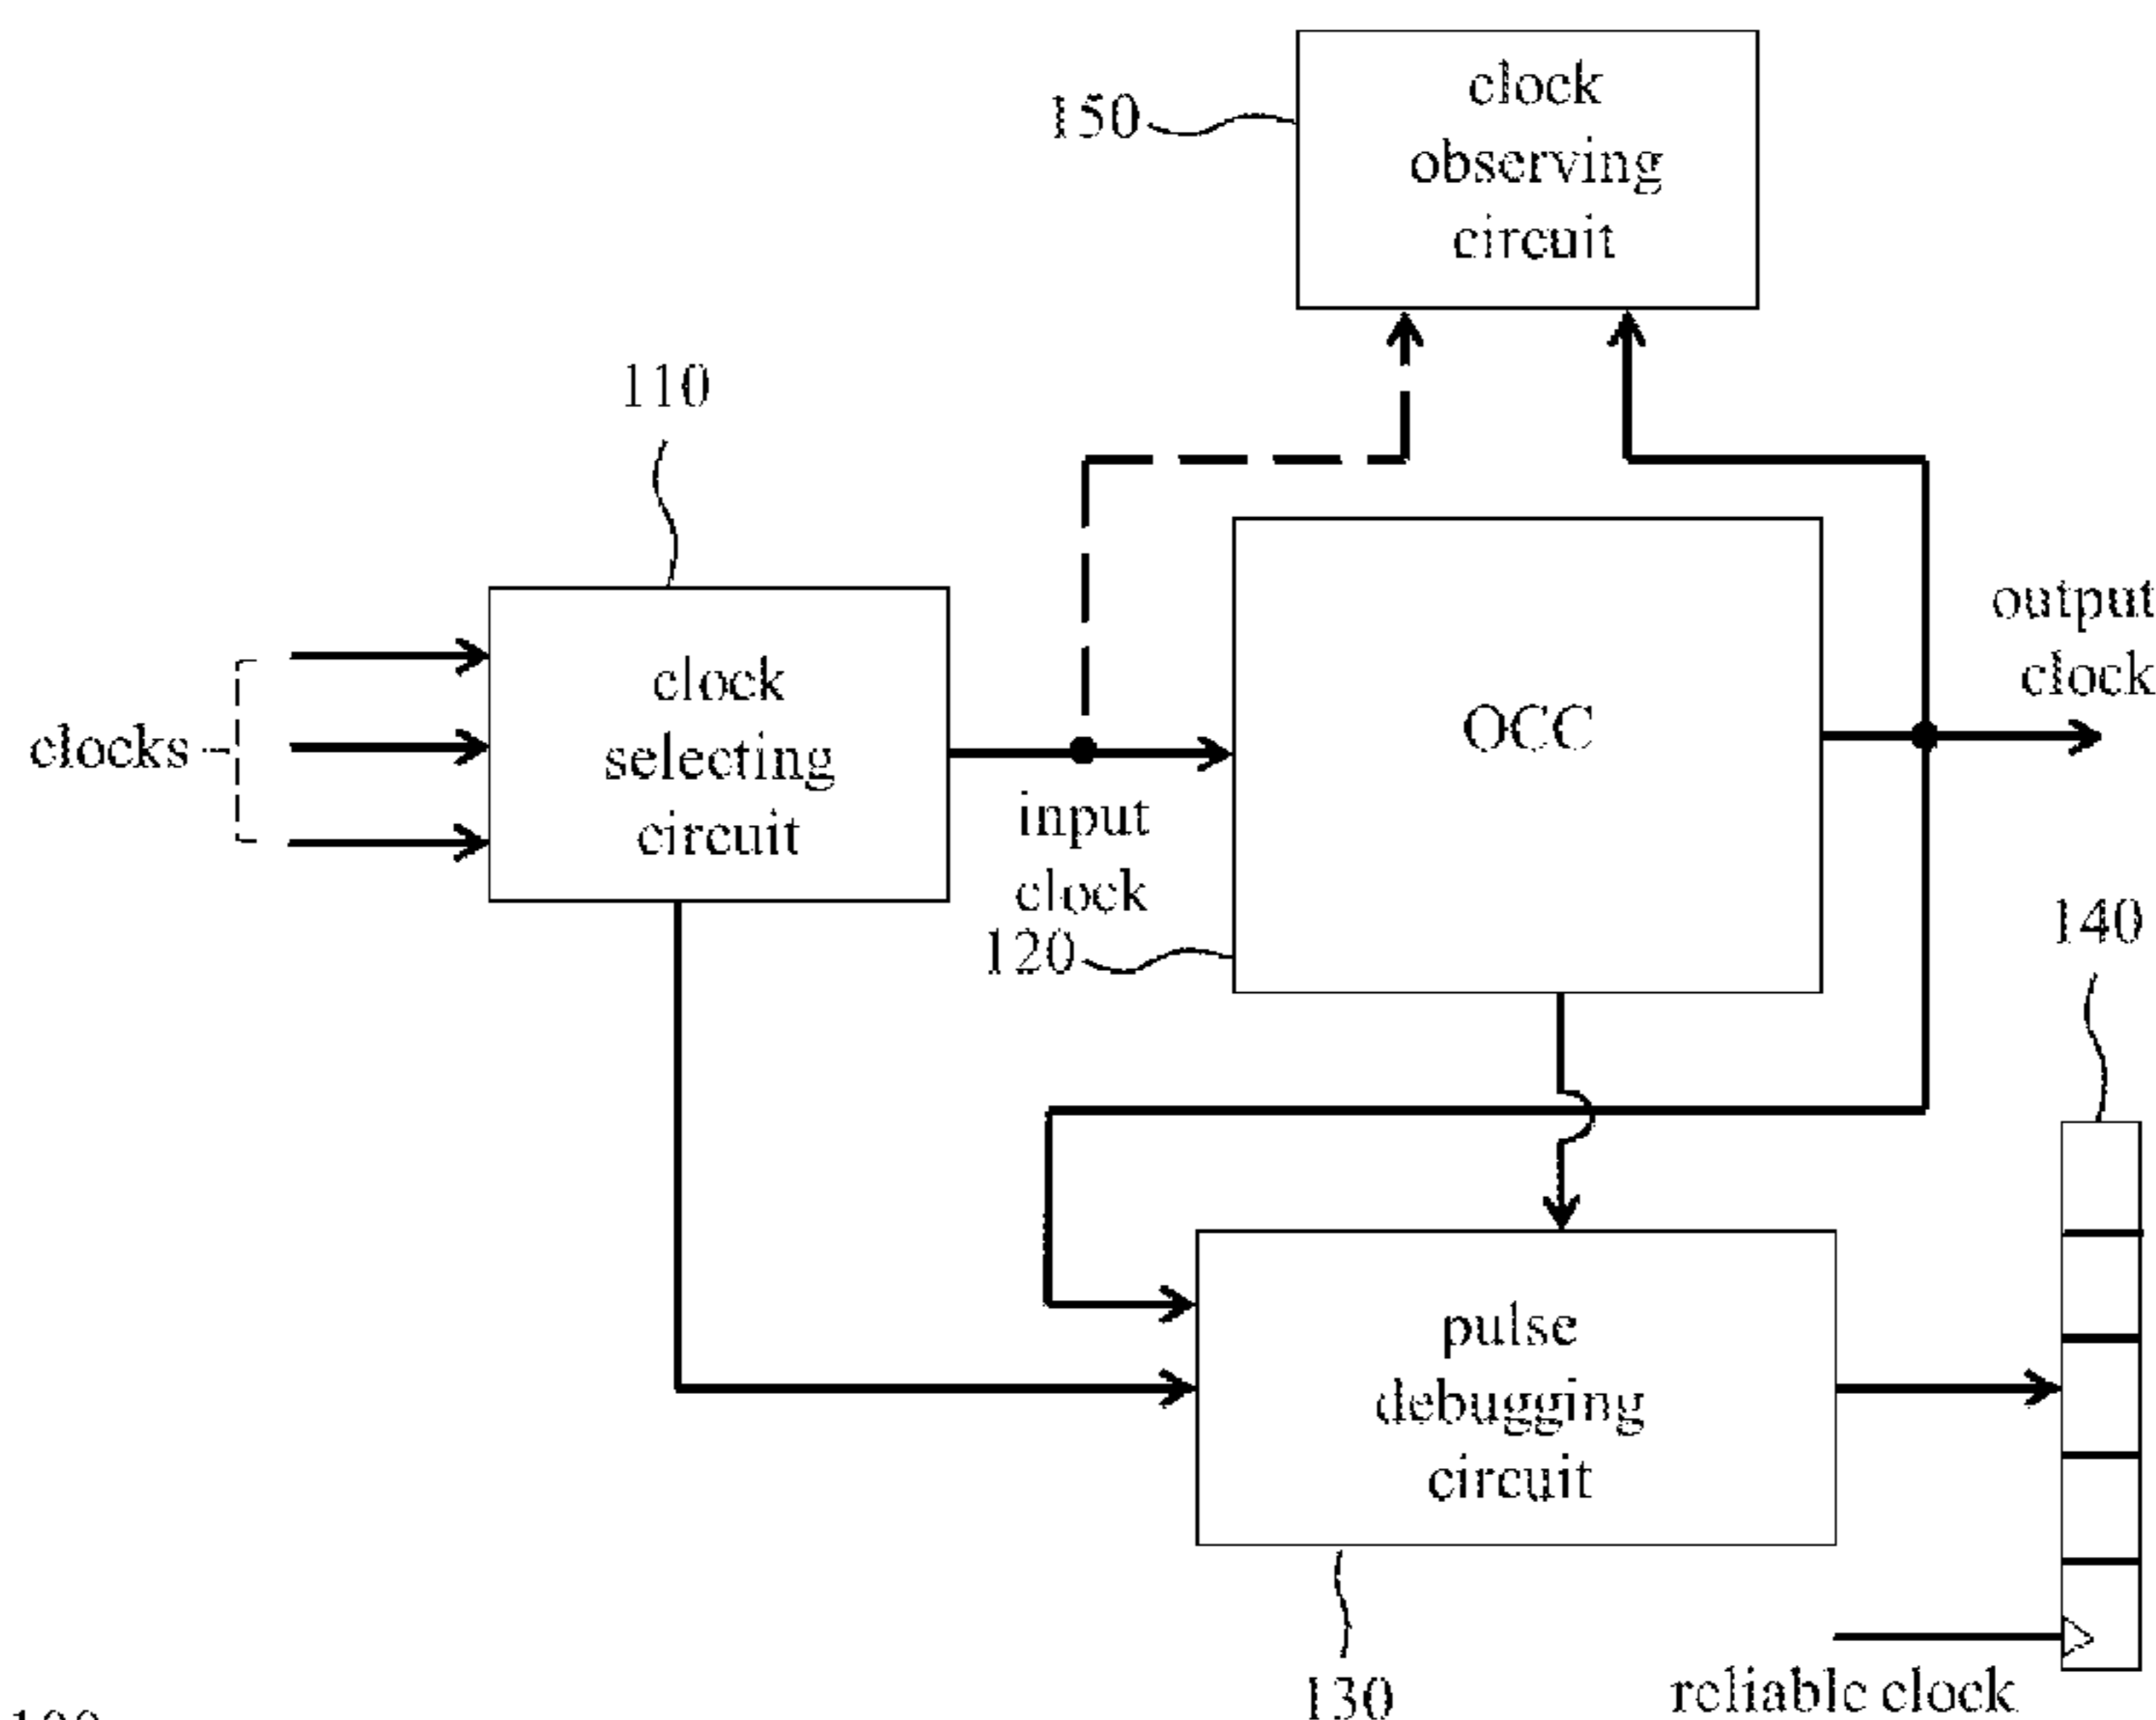 clock
observing
circuit
150
110
output
clock
clocks
clock
selecting
circuit
OCC
input
clock
120
140
pulse
debugging
circuit
130
reliable clock